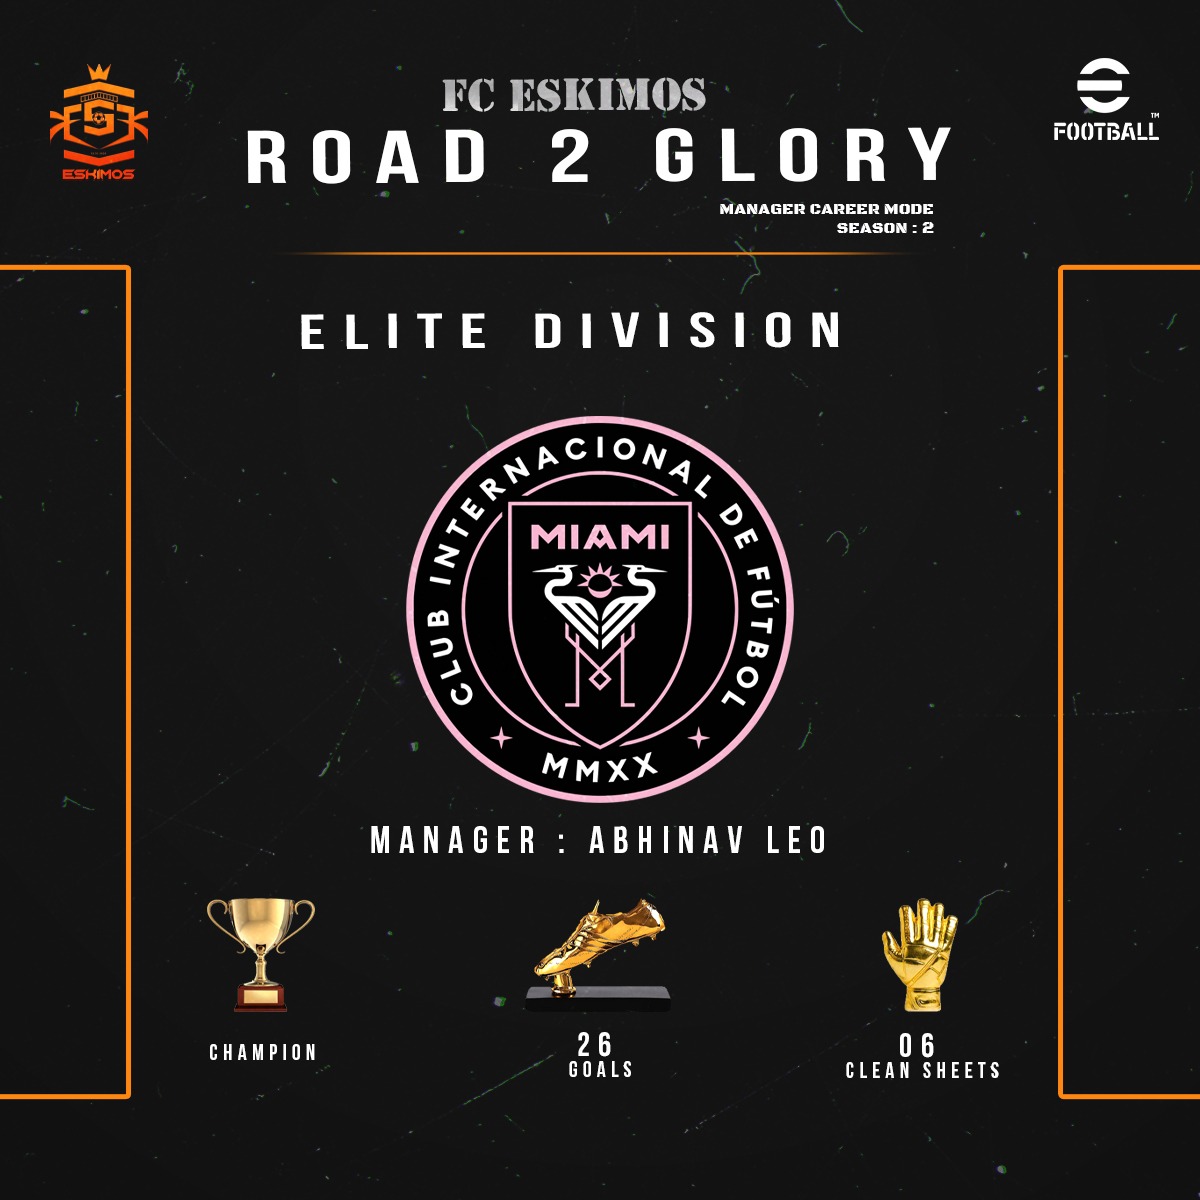 FC ESKIMOS
ROAD 2 GLORY
MANAGER CAREER MODE
SEASON : 2
ESKIMOS
FOOTBALL™
ELITE DIVISION
CLUB INTERNACIONAL DE FÚTBOL
MIAMI
MMXX
MANAGER : ABHINAV LEO
CHAMPION
26
GOALS
06
CLEAN SHEETS